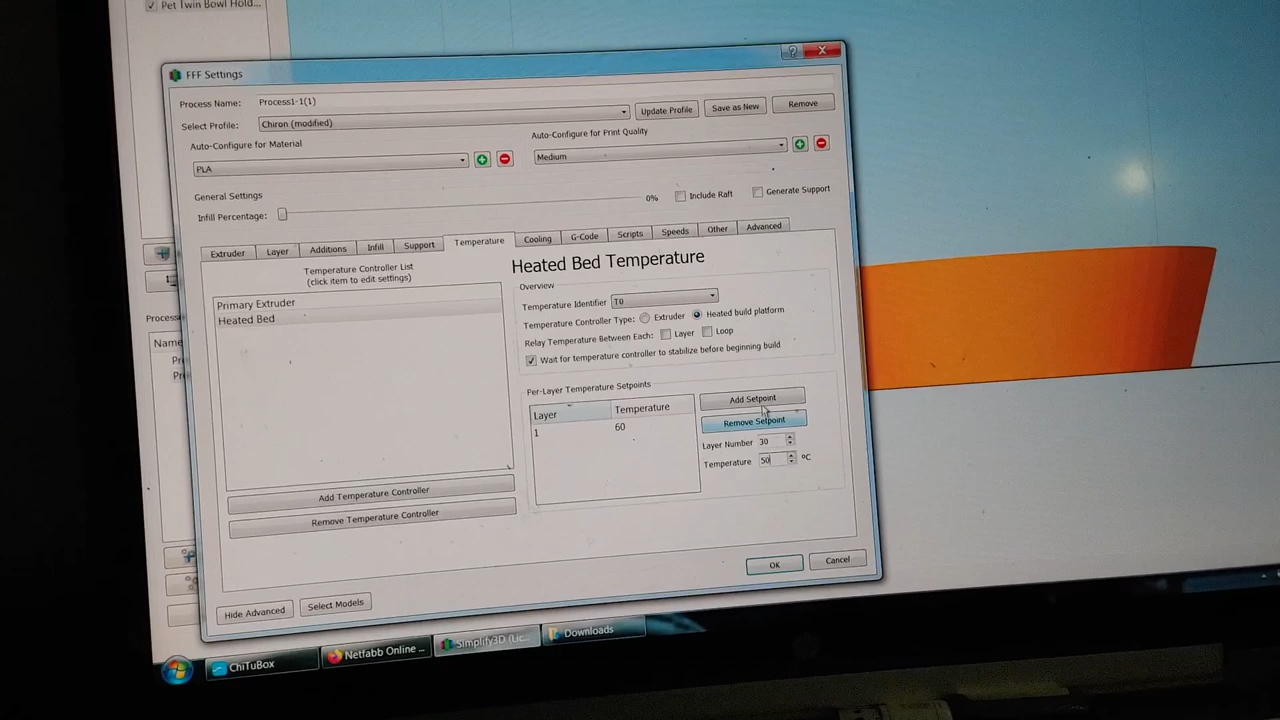 Pet Twin Bowl Hold...
FFF Settings
Process Name: Process1-1(1)
Select Profile: Chiron (modified) Update Profile Save as New Remove
Auto-Configure for Material Auto-Configure for Print Quality
PLA Medium
General Settings
Infill Percentage: 0% Include Raft Generate Support
Extruder Layer Additions Infill Support Temperature Cooling G-Code Scripts Speeds Other Advanced
Temperature Controller List
(click item to edit settings)
Primary Extruder
Heated Bed
Add Temperature Controller
Remove Temperature Controller
Heated Bed Temperature
Overview
Temperature Identifier T0
Temperature Controller Type: Extruder Heated build platform
Relay Temperature Between Each: Layer Loop
Wait for temperature controller to stabilize before beginning build
Per-Layer Temperature Setpoints
Layer Temperature
1 60
Add Setpoint
Remove Setpoint
Layer Number 30
Temperature 50 ºC
OK Cancel
Hide Advanced Select Models
Name
ChiTuBox Netfabb Online ... Simplify3D (Lic... Downloads